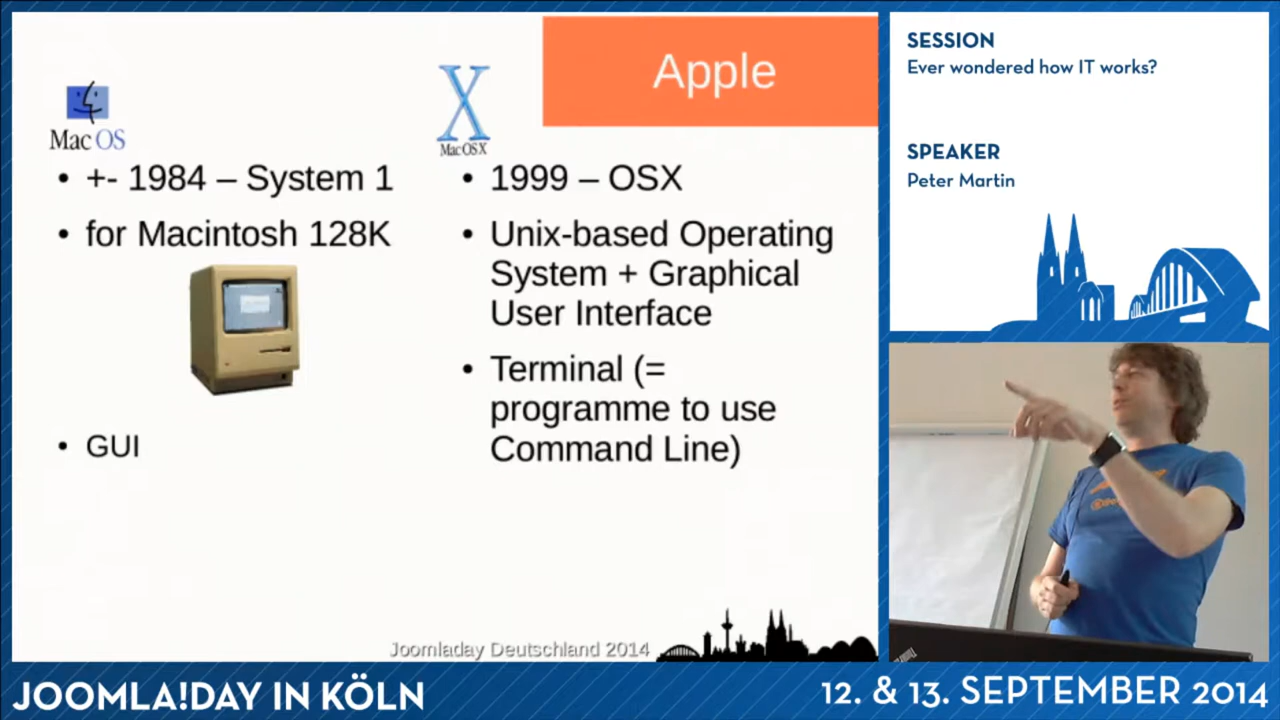 Apple
Mac OS
Mac OS X
• +- 1984 – System 1
• for Macintosh 128K
• GUI
• 1999 – OSX
• Unix-based Operating
System + Graphical
User Interface
• Terminal (=
programme to use
Command Line)
Joomladay Deutschland 2014
SESSION
Ever wondered how IT works?
SPEAKER
Peter Martin
JOOMLA!DAY IN KÖLN
12. & 13. SEPTEMBER 2014